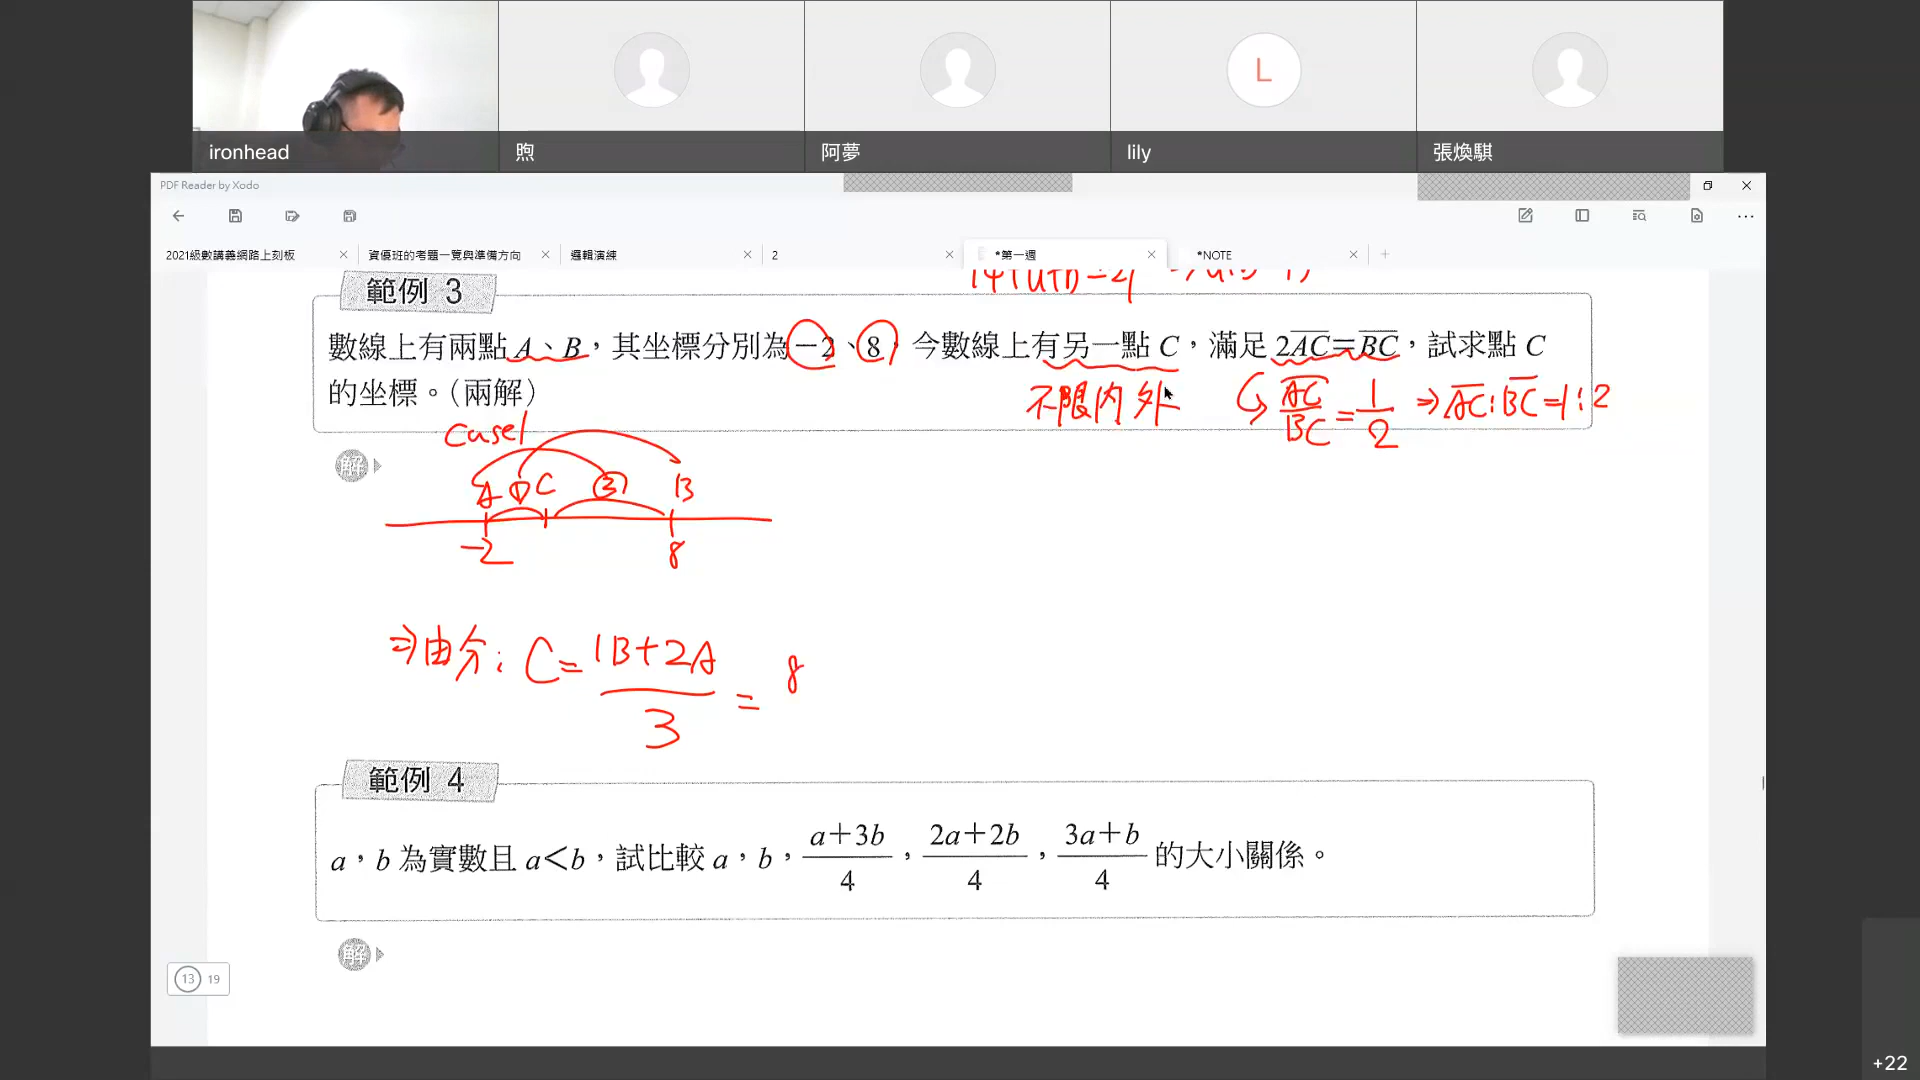 L
ironhead
煦
阿夢
lily
張煥騏
PDF Reader by Xodo
2021級數講義網路上刻板
資優班的考題一覽與準備方向
邏輯演練
2
*第一週
*NOTE
範例 3
數線上有兩點 A、B，其坐標分別為 −2、8，今數線上有另一點 C，滿足 2AC＝BC，試求點 C
的坐標。（兩解）
不限內外
AC/BC = 1/2 ⇒ AC:BC=1:2
case1
解
A ① C ② B
-2 8
⇒由分: C = (1B+2A)/3 = 8
範例 4
a，b 為實數且 a＜b，試比較 a，b，(a＋3b)/4，(2a＋2b)/4，(3a＋b)/4 的大小關係。
解
13 19
+22